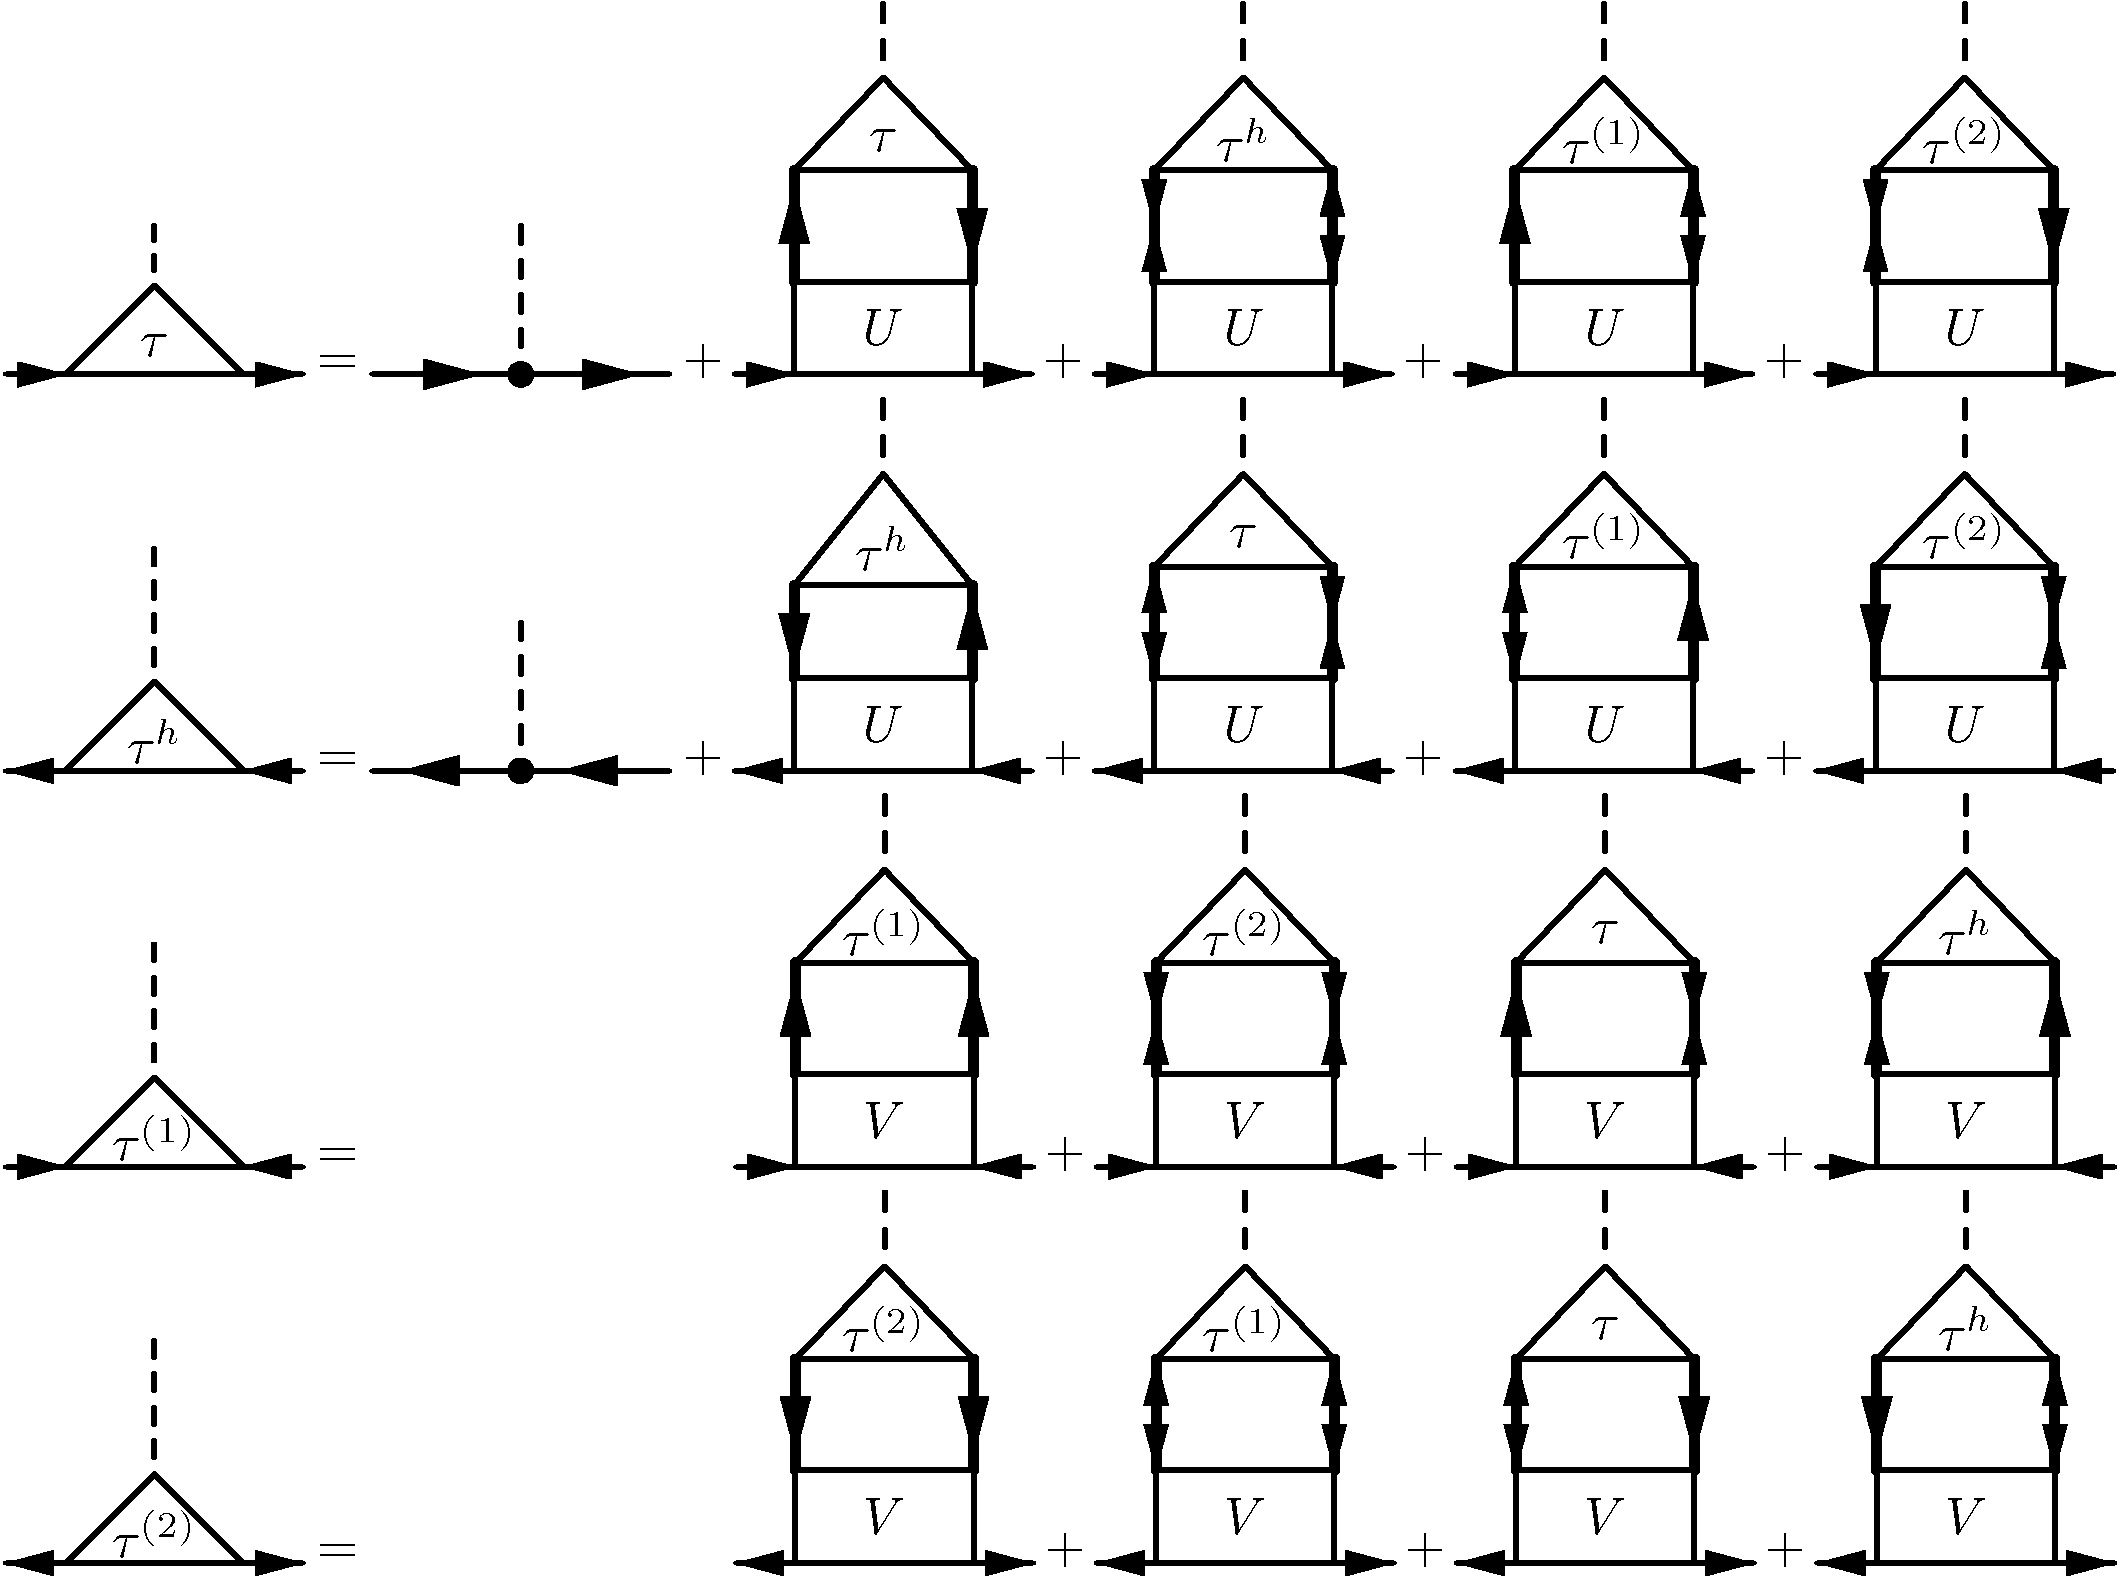 τ τ^h τ^(1) τ^(2)
τ = + U + U + U + U
τ^h τ τ^(1) τ^(2)
τ^h = + U + U + U + U
τ^(1) τ^(2) τ τ^h
τ^(1) = V + V + V + V
τ^(2) τ^(1) τ τ^h
τ^(2) = V + V + V + V